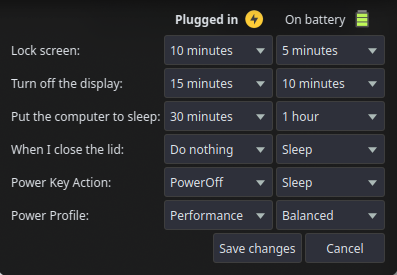 Plugged in On battery
Lock screen: 10 minutes 5 minutes
Turn off the display: 15 minutes 10 minutes
Put the computer to sleep: 30 minutes 1 hour
When I close the lid: Do nothing Sleep
Power Key Action: PowerOff Sleep
Power Profile: Performance Balanced
Save changes Cancel